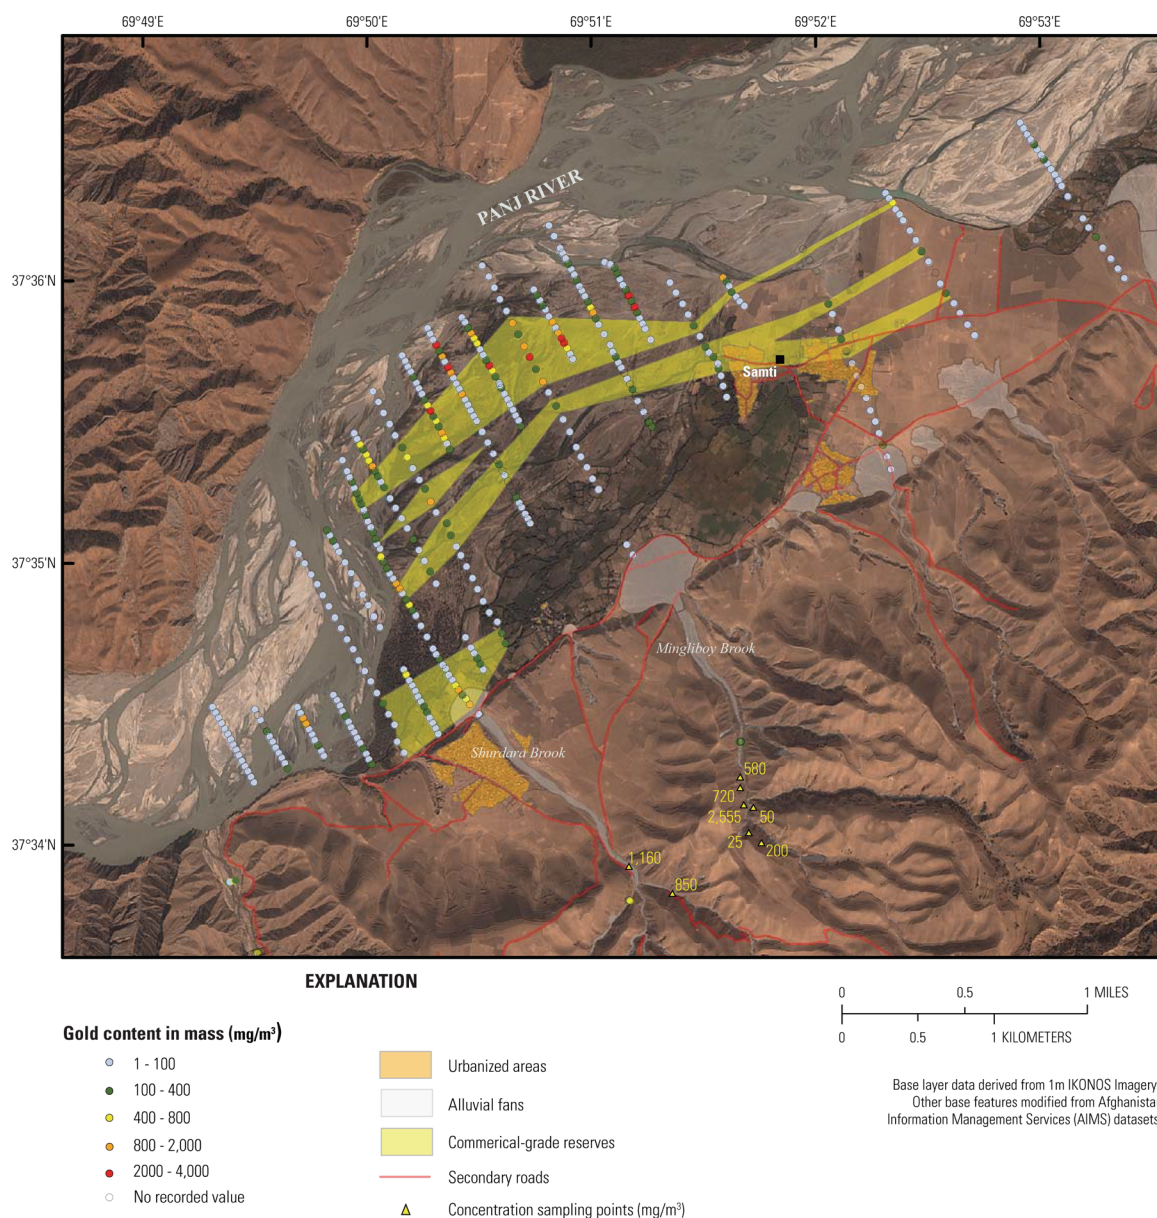 69°49'E 69°50'E 69°51'E 69°52'E 69°53'E
PANJ RIVER
37°36'N
Samti
37°35'N
Mingliboy Brook
Shurdara Brook
580
720
2,555 50
25 200
37°34'N
1,160
850
EXPLANATION
Gold content in mass (mg/m³)
1 - 100
100 - 400
400 - 800
800 - 2,000
2000 - 4,000
No recorded value
Urbanized areas
Alluvial fans
Commerical-grade reserves
Secondary roads
Concentration sampling points (mg/m³)
0 0.5 1 MILES
0 0.5 1 KILOMETERS
Base layer data derived from 1m IKONOS Imagery
Other base features modified from Afghanista
Information Management Services (AIMS) datasets